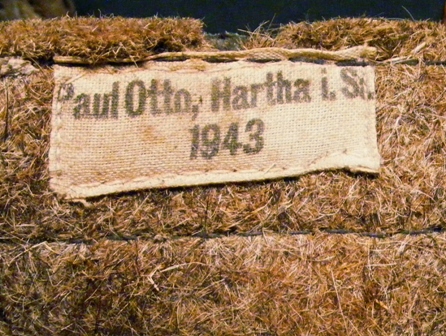 Paul Otto, Hartha i. Sa.
1943